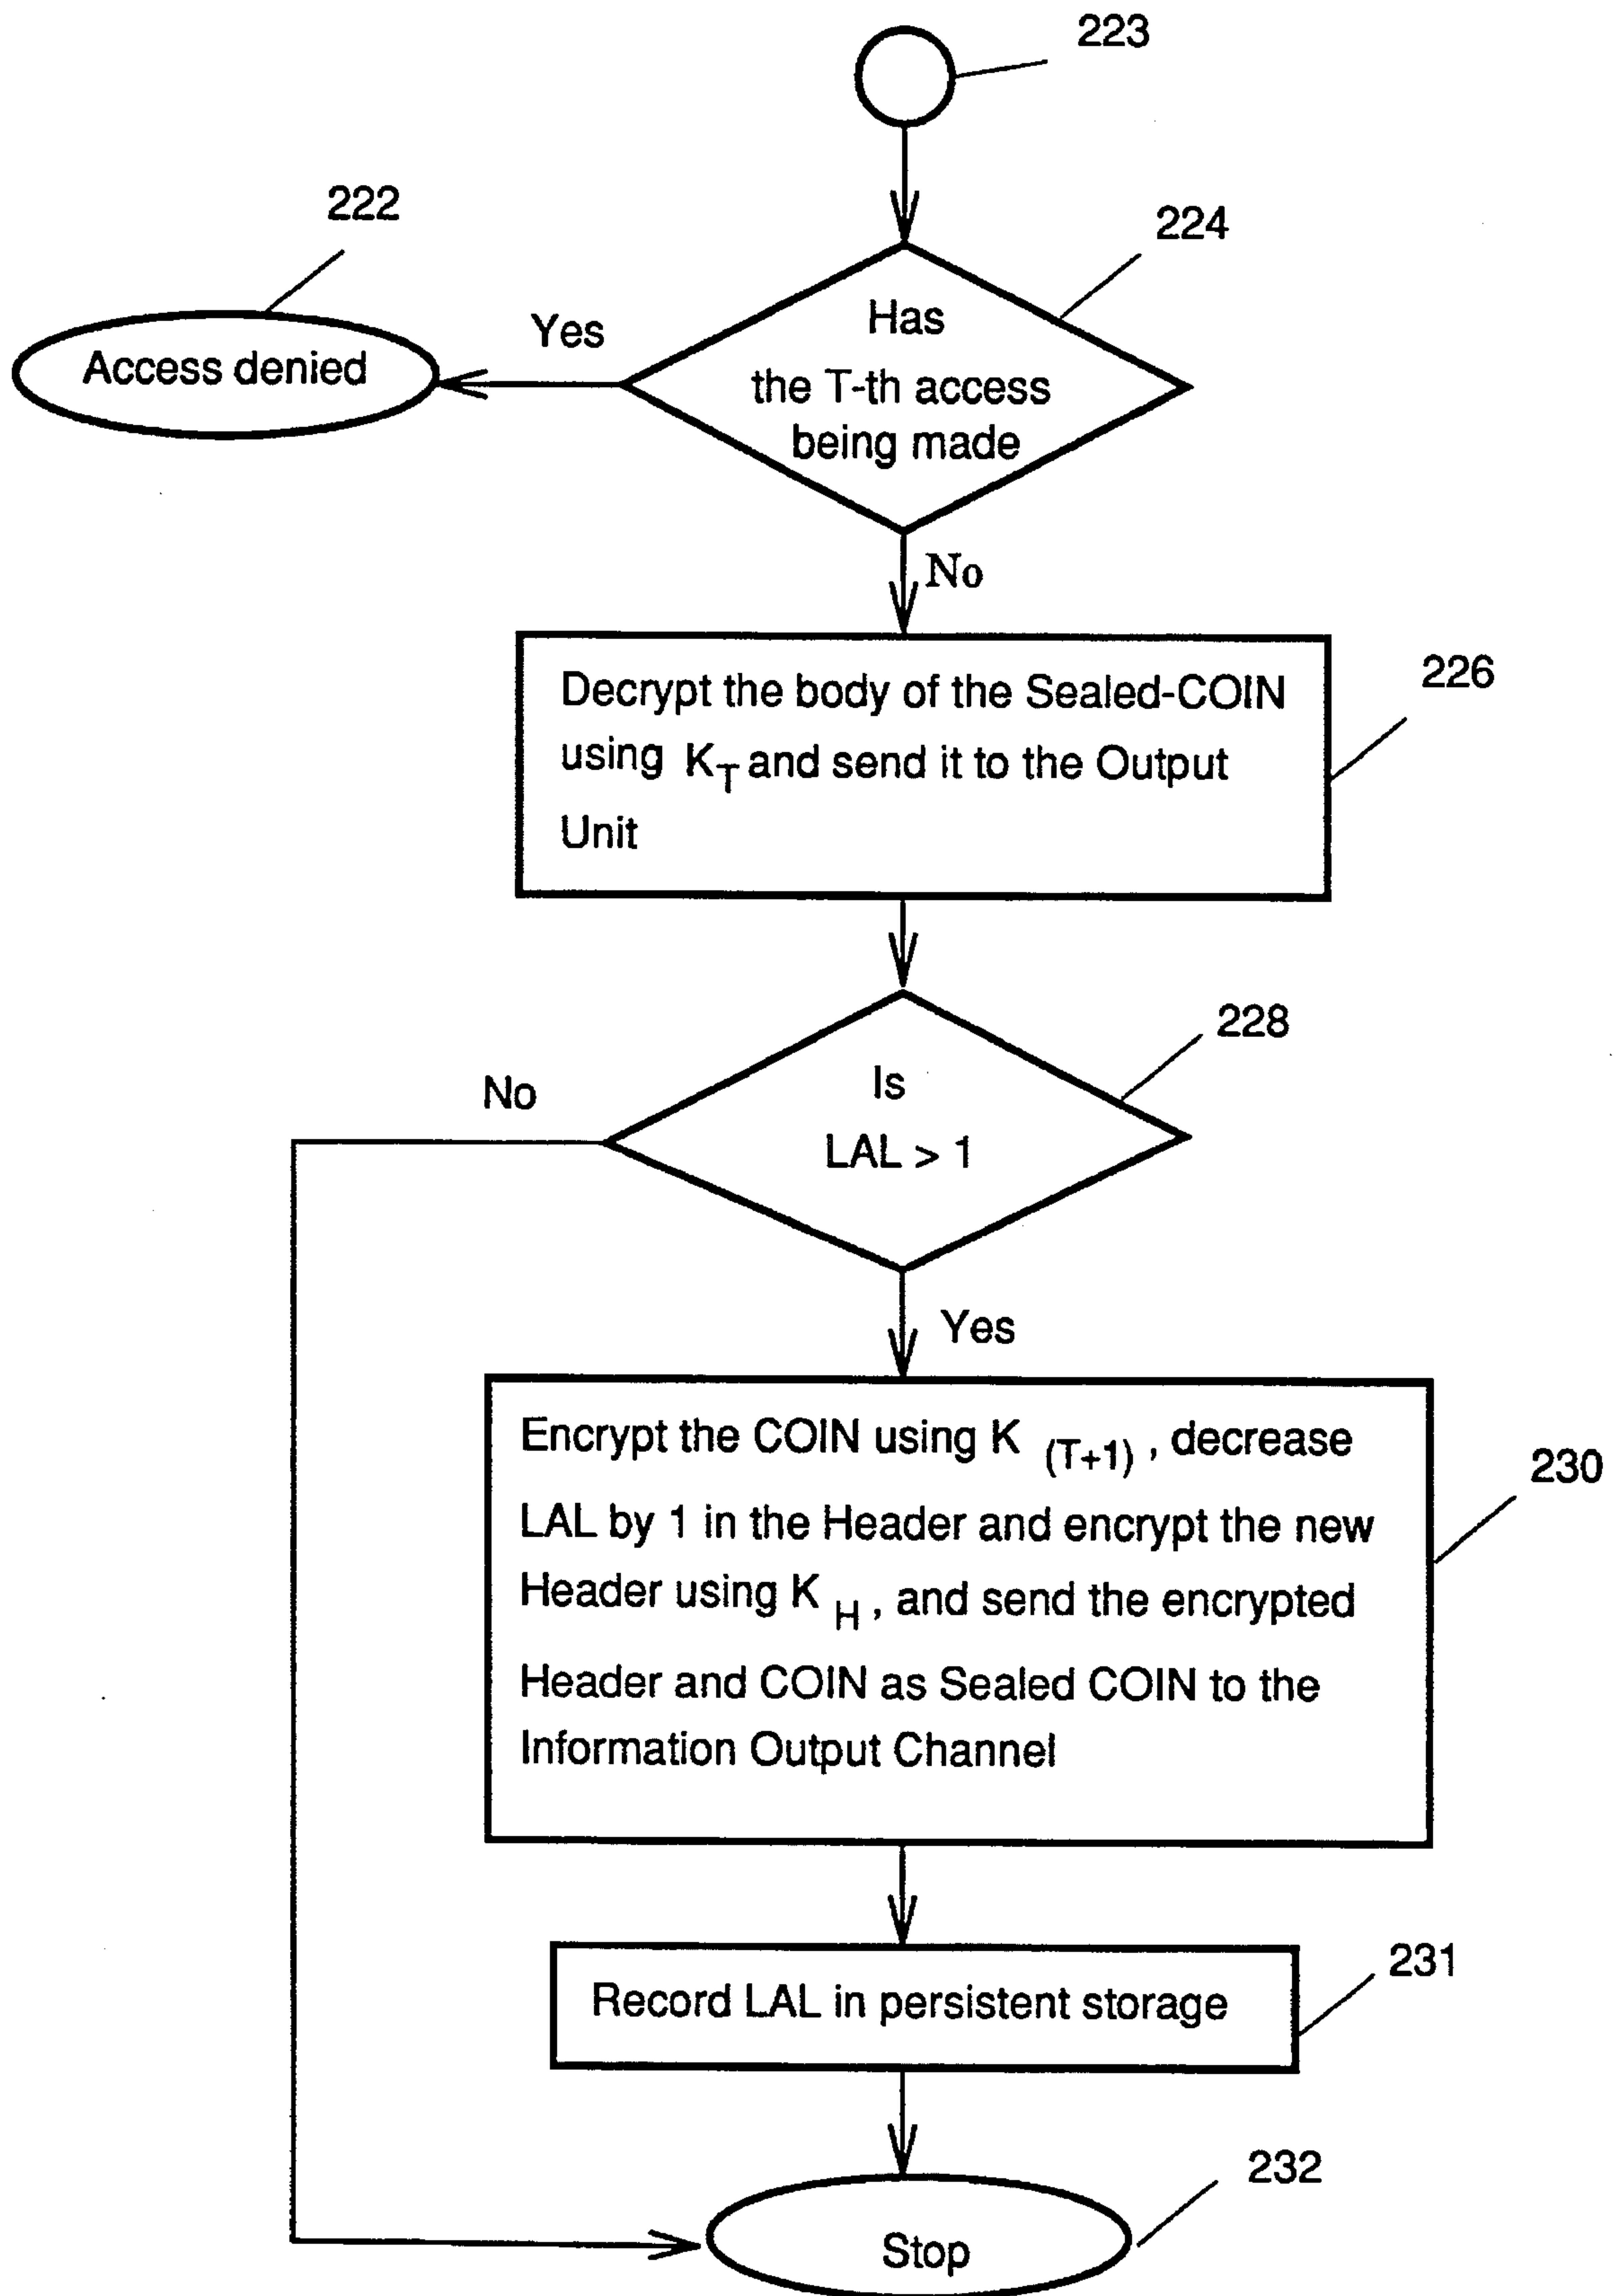 223
222
224
Yes
Access denied
Has
the T-th access
being made
No
226
Decrypt the body of the Sealed-COIN
using K_T and send it to the Output
Unit
228
No
Is
LAL > 1
Yes
230
Encrypt the COIN using K (T+1), decrease
LAL by 1 in the Header and encrypt the new
Header using K H, and send the encrypted
Header and COIN as Sealed COIN to the
Information Output Channel
231
Record LAL in persistent storage
232
Stop